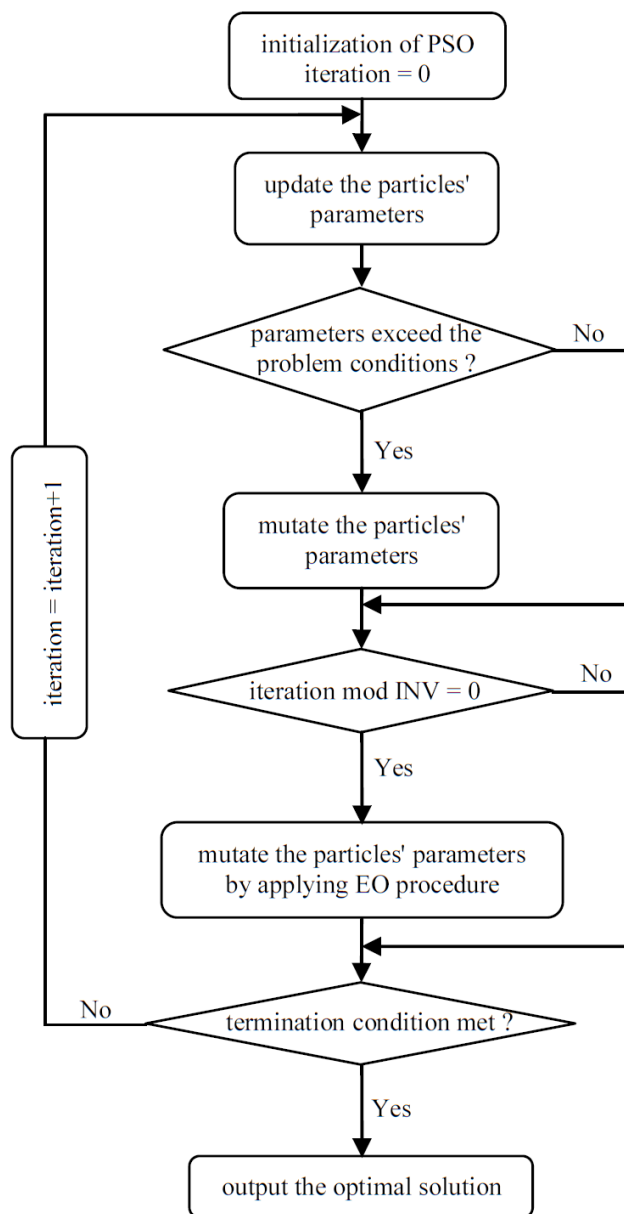 initialization of PSO
iteration = 0
update the particles'
parameters
parameters exceed the
problem conditions ?
No
Yes
mutate the particles'
parameters
iteration = iteration+1
iteration mod INV = 0
No
Yes
mutate the particles' parameters
by applying EO procedure
No
termination condition met ?
Yes
output the optimal solution